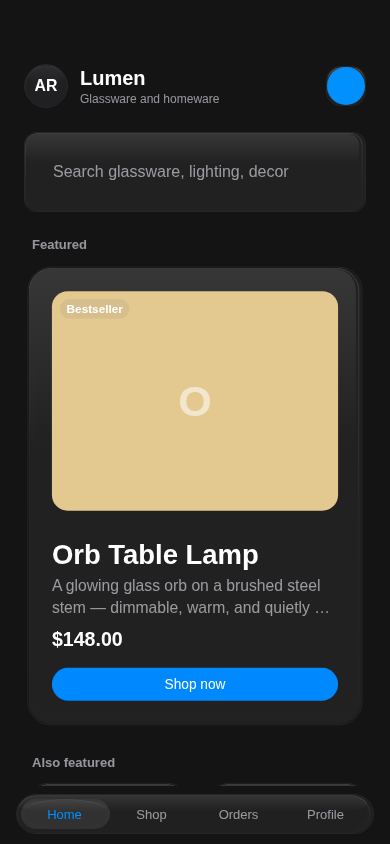 AR
Lumen
Glassware and homeware
Search glassware, lighting, decor
Featured
Bestseller
O
Orb Table Lamp
A glowing glass orb on a brushed steel
stem — dimmable, warm, and quietly …
$148.00
Shop now
Also featured
Home Shop Orders Profile